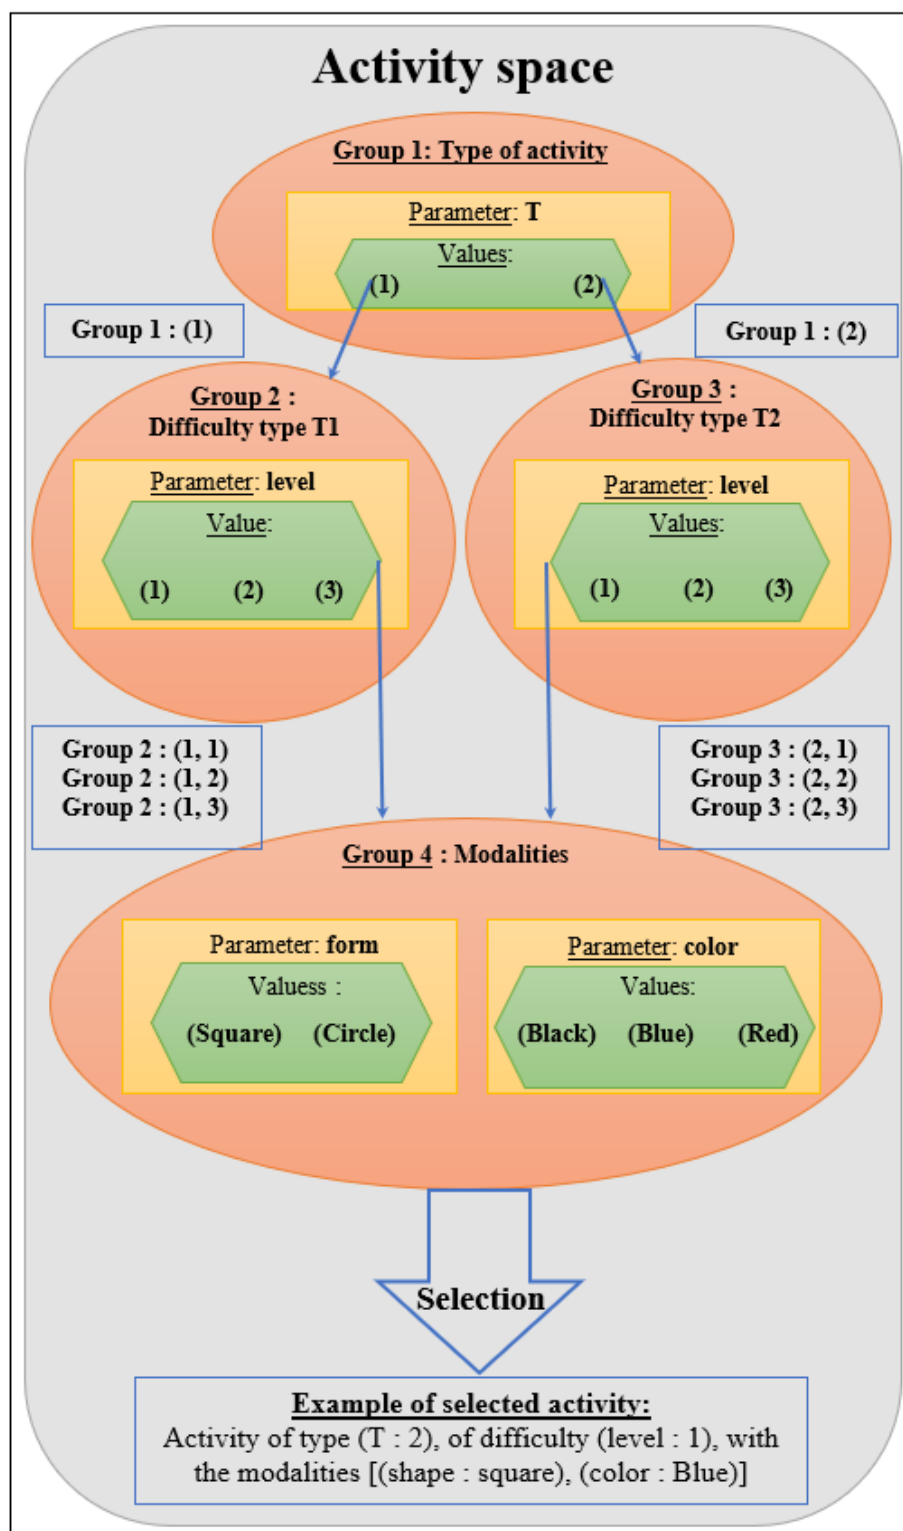 Activity space
Group 1: Type of activity
Parameter: T
Values:
(1) (2)
Group 1 : (1)
Group 1 : (2)
Group 2 :
Difficulty type T1
Parameter: level
Value:
(1) (2) (3)
Group 3 :
Difficulty type T2
Parameter: level
Values:
(1) (2) (3)
Group 2 : (1, 1)
Group 2 : (1, 2)
Group 2 : (1, 3)
Group 3 : (2, 1)
Group 3 : (2, 2)
Group 3 : (2, 3)
Group 4 : Modalities
Parameter: form
Valuess :
(Square) (Circle)
Parameter: color
Values:
(Black) (Blue) (Red)
Selection
Example of selected activity:
Activity of type (T : 2), of difficulty (level : 1), with
the modalities [(shape : square), (color : Blue)]